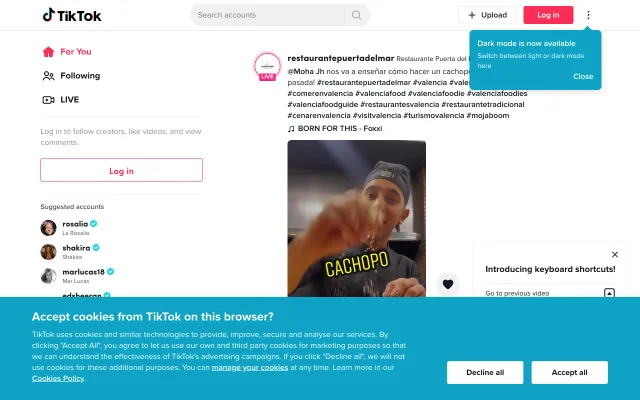 TikTok
Search accounts
Upload
Log in
For You
Following
LIVE
Log in to follow creators, like videos, and view
comments.
Log in
Suggested accounts
rosalia
La Rosalia
shakira
Shakira
marlucas18
Mar Lucas
edsheeran
LIVE
restaurantepuertadelmar Restaurante Puerta del
@Moha Jh nos va a enseñar cómo hacer un cachopo
pasada! #restaurantepuertadelmar #valencia
#comerenvalencia #valenciafood #valenciafoodie #valenciafoodies
#valenciafoodguide #restaurantesvalencia #restaurantetradicional
#cenarenvalencia #visitvalencia #turismovalencia #mojaboom
BORN FOR THIS - Foxxi
CACHOPO
Dark mode is now available
Switch between light or dark mode
here
Close
Introducing keyboard shortcuts!
Go to previous video
Accept cookies from TikTok on this browser?
TikTok uses cookies and similar technologies to provide, improve, secure and analyse our services. By
clicking "Accept All", you agree to let us use our own and third party cookies for marketing purposes so that
we can understand the effectiveness of TikTok's advertising campaigns. If you click "Decline all", we will not
use cookies for these additional purposes. You can manage your cookies at any time. Learn more in our
Cookies Policy.
Decline all
Accept all